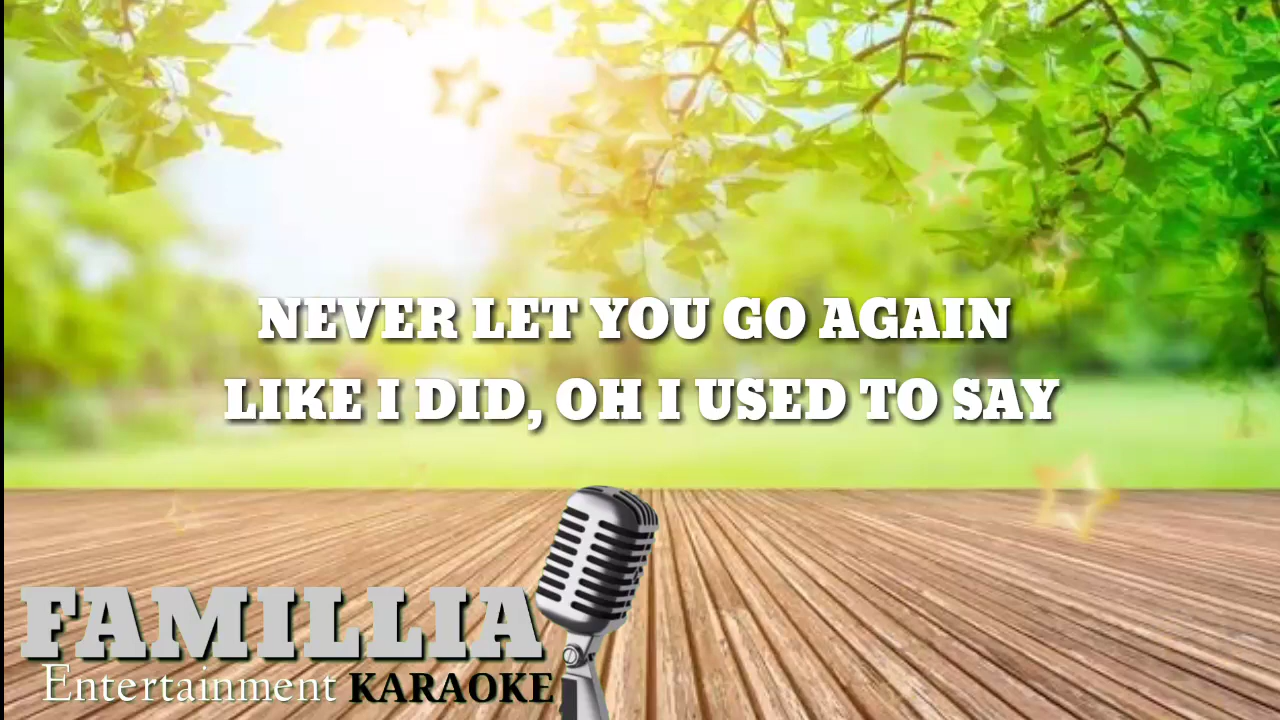 NEVER LET YOU GO AGAIN
LIKE I DID, OH I USED TO SAY
FAMILLIA
Entertainment KARAOKE